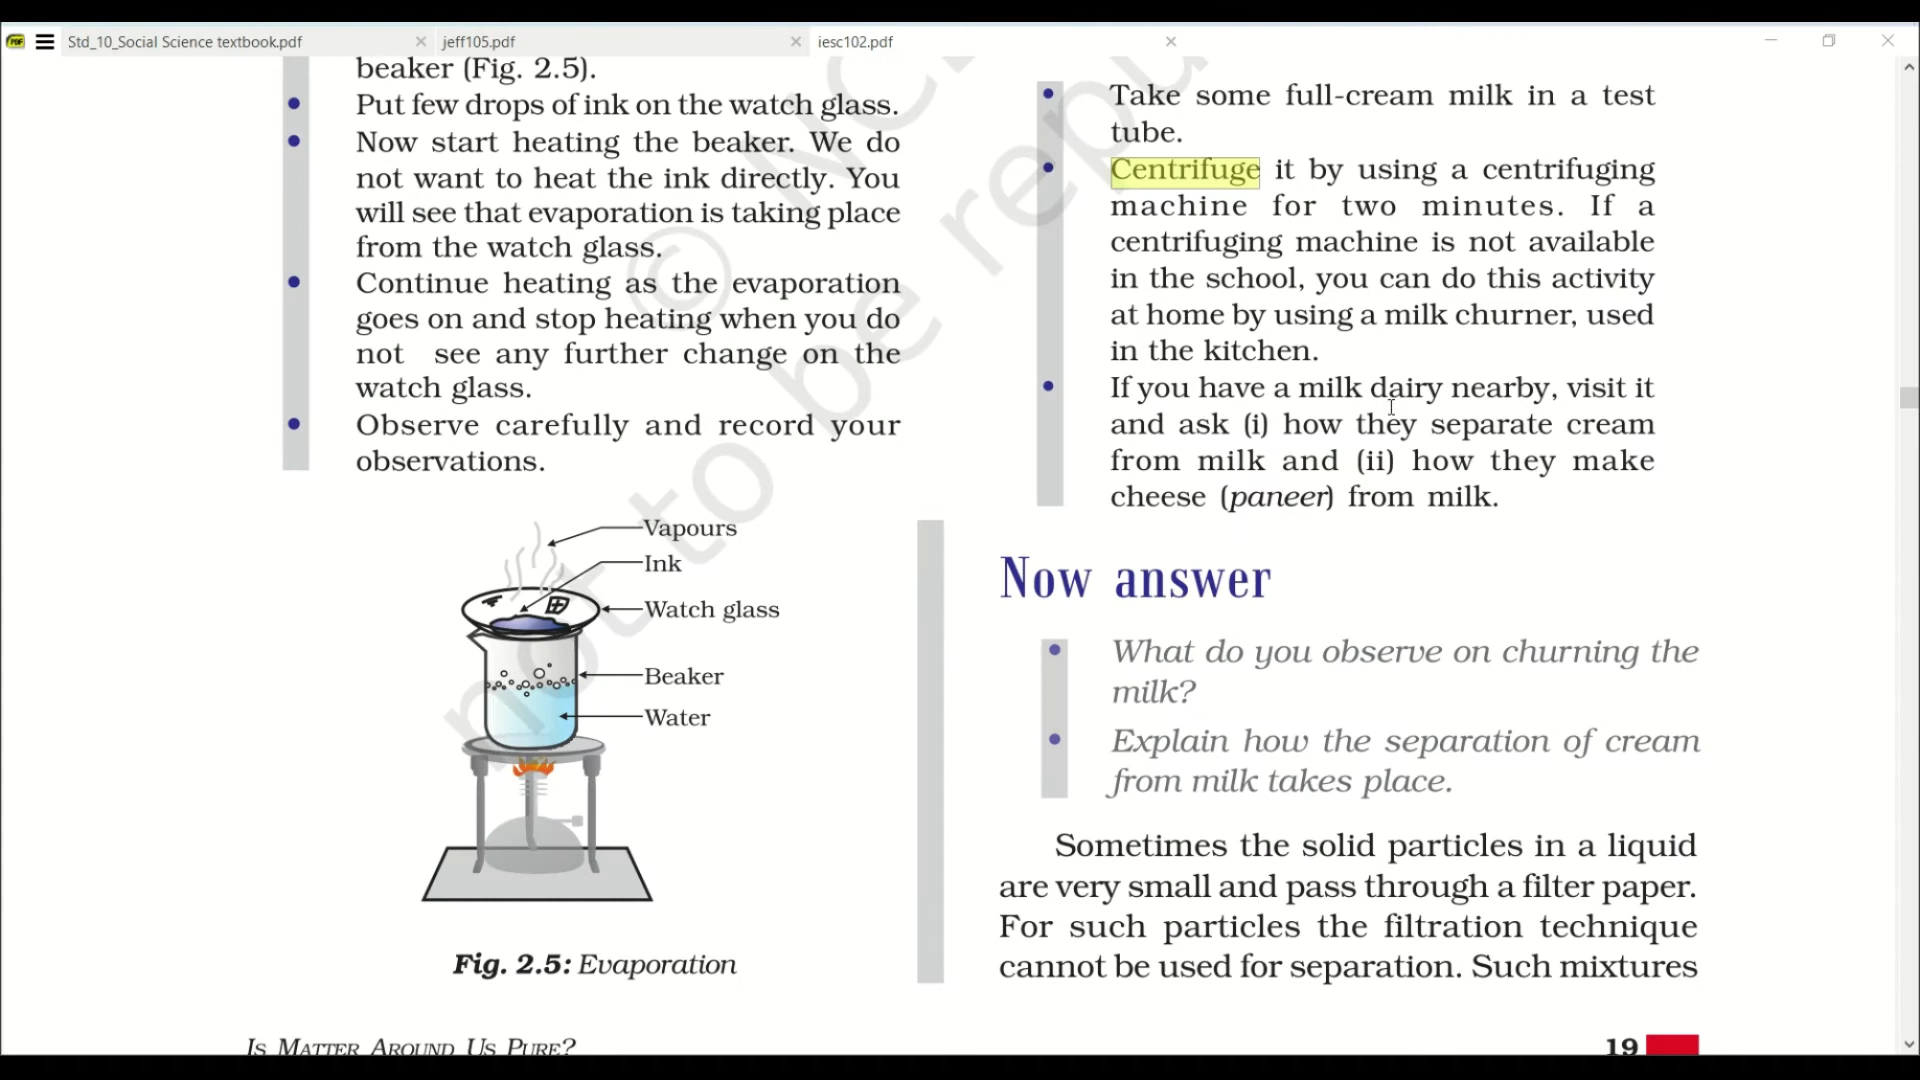 PDF
Std_10_Social Science textbook.pdf
jeff105.pdf
iesc102.pdf
beaker (Fig. 2.5).
• Put few drops of ink on the watch glass.
• Now start heating the beaker. We do
not want to heat the ink directly. You
will see that evaporation is taking place
from the watch glass.
• Continue heating as the evaporation
goes on and stop heating when you do
not see any further change on the
watch glass.
• Observe carefully and record your
observations.
Vapours
Ink
Watch glass
Beaker
Water
Fig. 2.5: Evaporation
• Take some full-cream milk in a test
tube.
• Centrifuge it by using a centrifuging
machine for two minutes. If a
centrifuging machine is not available
in the school, you can do this activity
at home by using a milk churner, used
in the kitchen.
• If you have a milk dairy nearby, visit it
and ask (i) how they separate cream
from milk and (ii) how they make
cheese (paneer) from milk.
Now answer
• What do you observe on churning the
milk?
• Explain how the separation of cream
from milk takes place.
Sometimes the solid particles in a liquid
are very small and pass through a filter paper.
For such particles the filtration technique
cannot be used for separation. Such mixtures
IS MATTER AROUND US PURE?
19
© NC
not to be repu